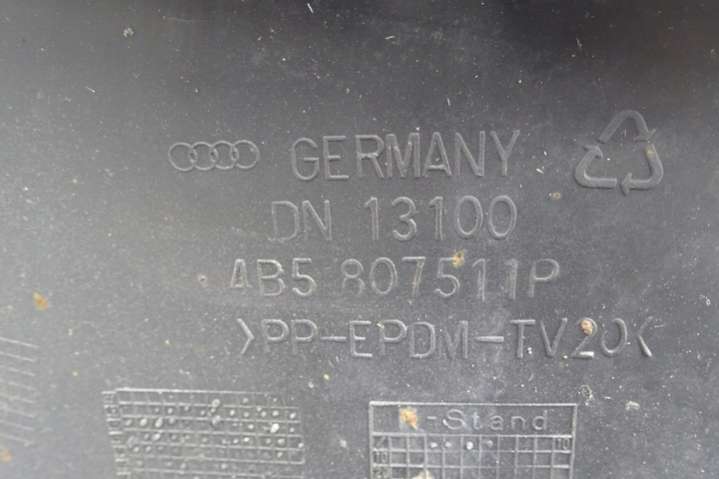 GERMANY
DN 13100
4B5 807511P
>PP-EPDM-TV20<
-Stand